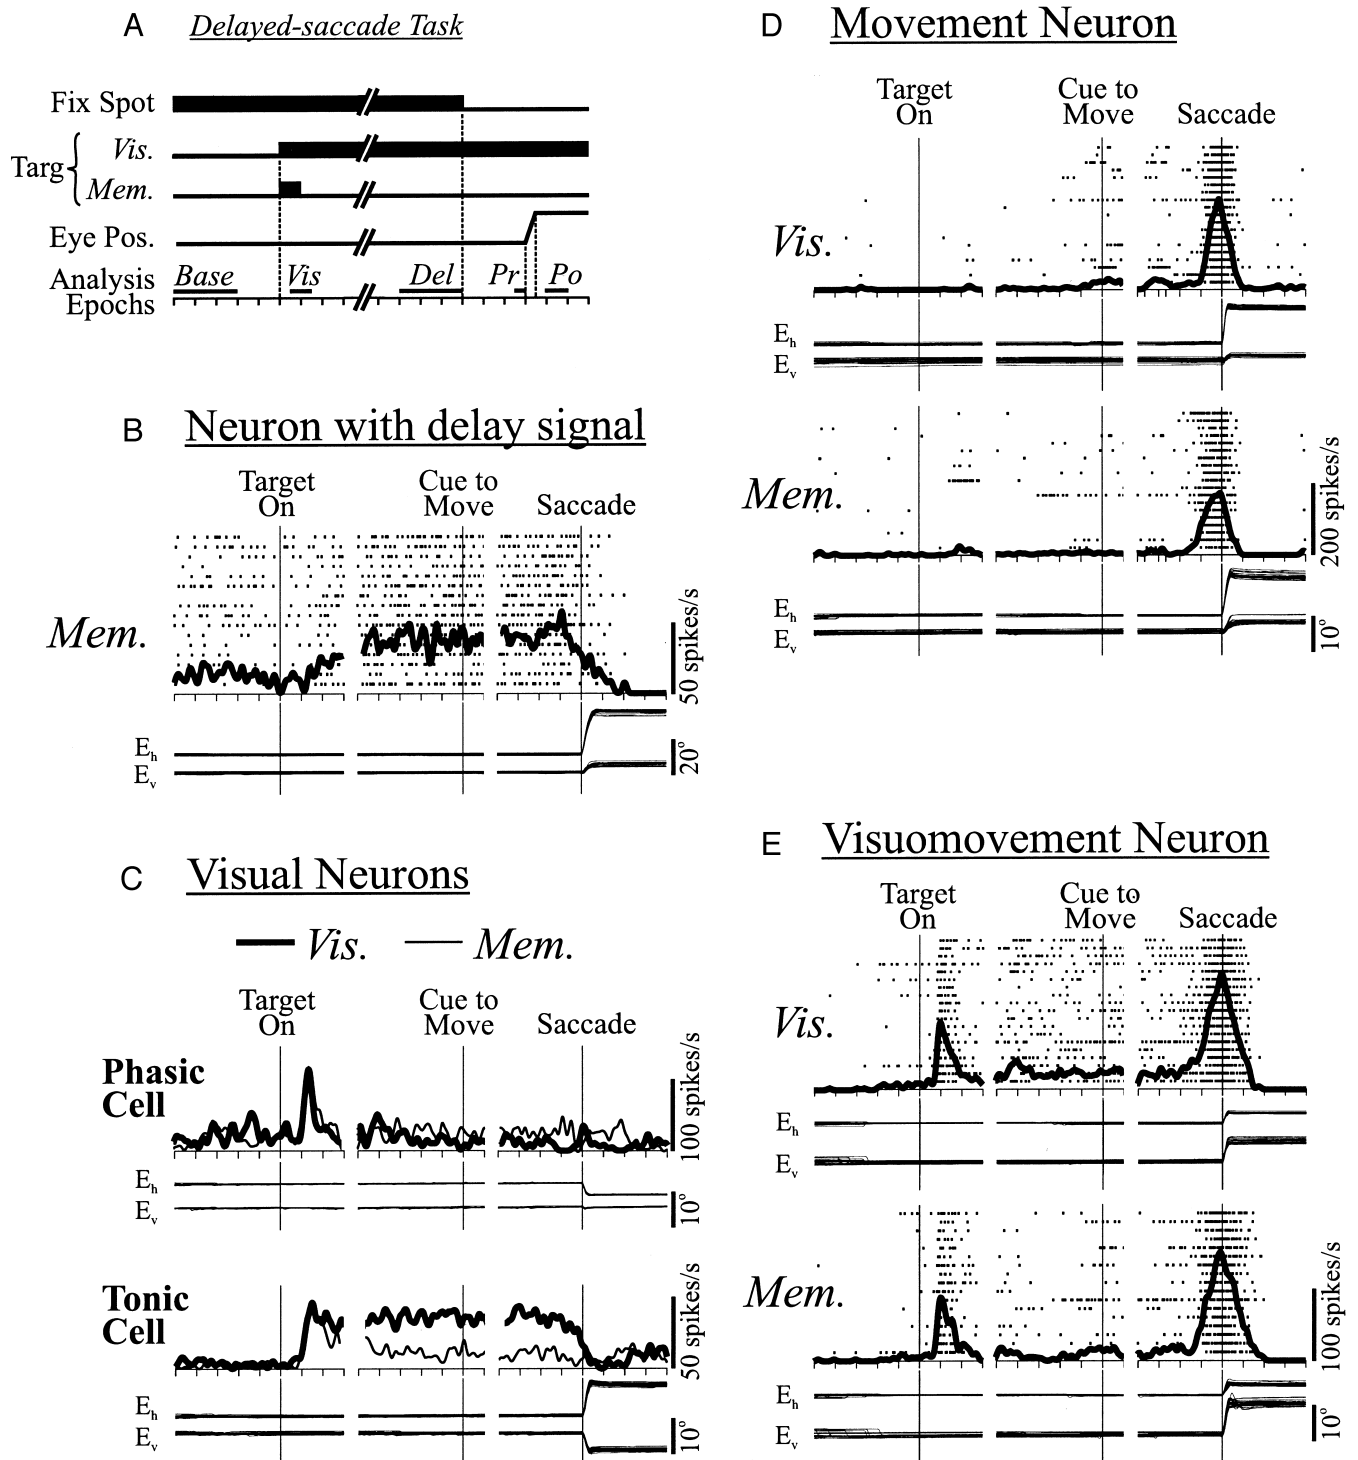 A
Delayed-saccade Task
Fix Spot
Targ
Vis.
Mem.
Eye Pos.
Analysis
Epochs
Base
Vis
Del
Pr
Po
B
Neuron with delay signal
Target
On
Cue to
Move
Saccade
Mem.
50 spikes/s
Eh
Ev
20°
C
Visual Neurons
Vis.
Mem.
Target
On
Cue to
Move
Saccade
Phasic
Cell
100 spikes/s
Eh
Ev
10°
Tonic
Cell
50 spikes/s
Eh
Ev
10°
D
Movement Neuron
Target
On
Cue to
Move
Saccade
Vis.
Eh
Ev
Mem.
200 spikes/s
Eh
Ev
10°
E
Visuomovement Neuron
Target
On
Cue to
Move
Saccade
Vis.
Eh
Ev
Mem.
100 spikes/s
Eh
Ev
10°